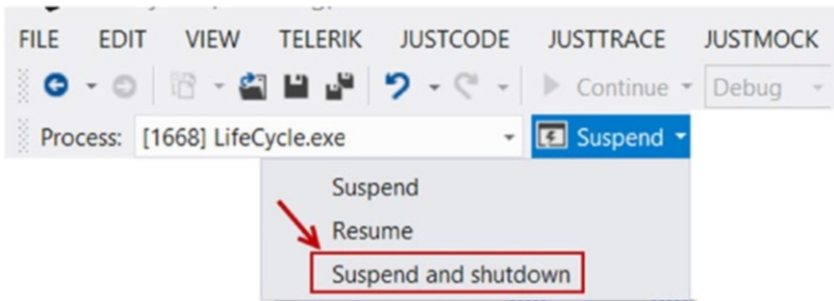 FILE EDIT VIEW TELERIK JUSTCODE JUSTTRACE JUSTMOCK
Continue Debug
Process: [1668] LifeCycle.exe Suspend
Suspend
Resume
Suspend and shutdown